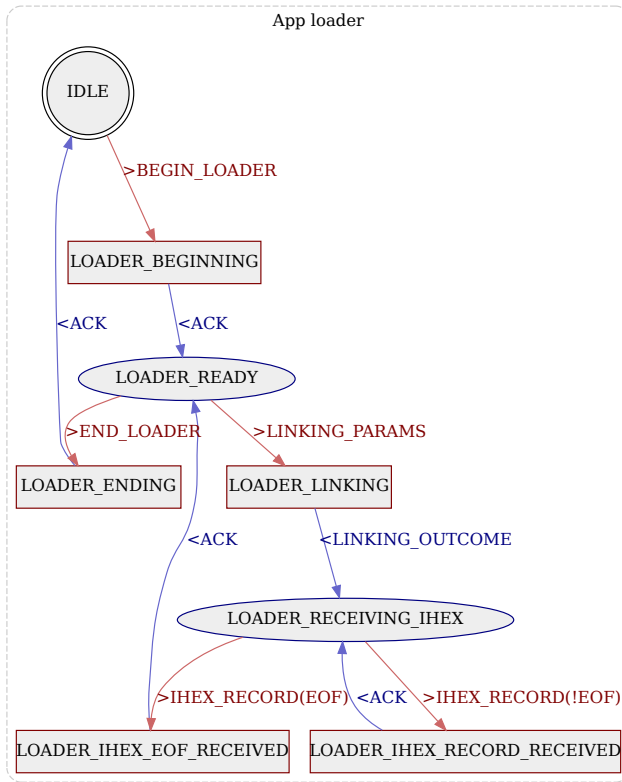 App loader
IDLE
>BEGIN_LOADER
LOADER_BEGINNING
<ACK
<ACK
LOADER_READY
>END_LOADER
>LINKING_PARAMS
LOADER_ENDING
LOADER_LINKING
<ACK
<LINKING_OUTCOME
LOADER_RECEIVING_IHEX
>IHEX_RECORD(EOF)
<ACK
>IHEX_RECORD(!EOF)
LOADER_IHEX_EOF_RECEIVED
LOADER_IHEX_RECORD_RECEIVED